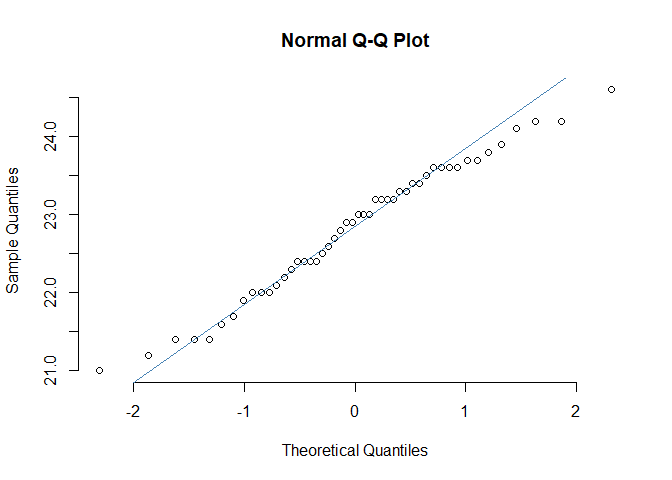 Normal Q-Q Plot
Sample Quantiles
24.0
23.0
22.0
21.0
-2 -1 0 1 2
Theoretical Quantiles